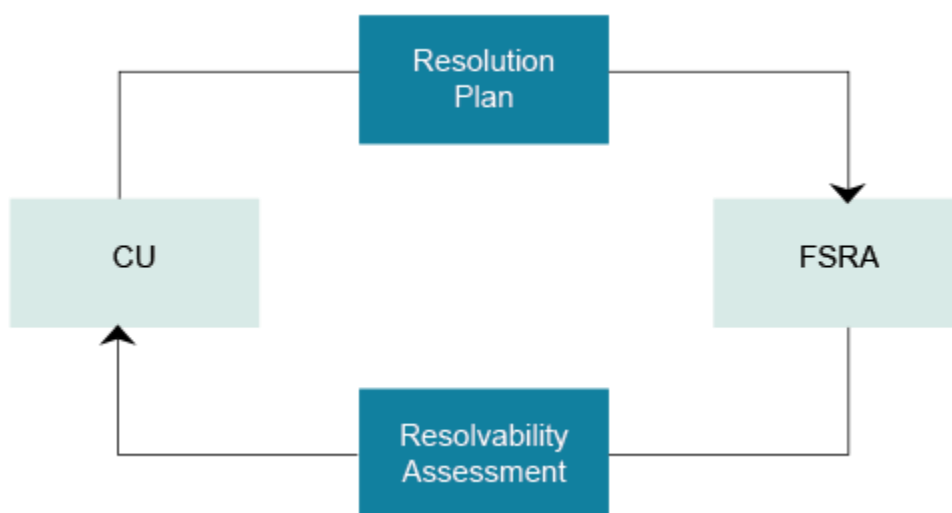 Resolution
Plan
CU
FSRA
Resolvability
Assessment